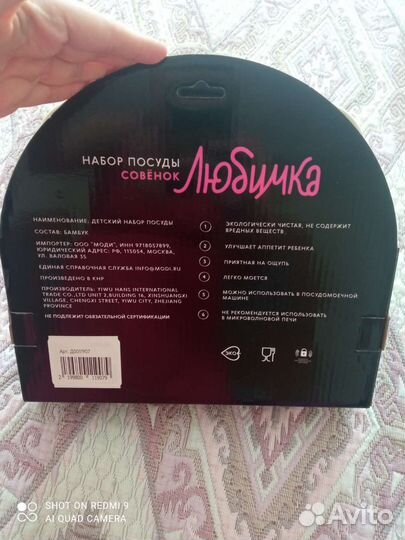 НАБОР ПОСУДЫ
СОВЁНОК
Любимка
НАИМЕНОВАНИЕ: ДЕТСКИЙ НАБОР ПОСУДЫ
СОСТАВ: БАМБУК
ИМПОРТЕР: ООО "МОДИ", ИНН 9718057899,
ЮРИДИЧЕСКИЙ АДРЕС: РФ, 115054, МОСКВА,
УЛ. ВАЛОВАЯ 35
ЕДИНАЯ СПРАВОЧНАЯ СЛУЖБА INFO@MODI.RU
ПРОИЗВЕДЕНО В КНР
ИЗГОТОВИТЕЛЬ: YIWU HANS INTERNATIONAL
TRADE CO.,LTD UNIT 2,BUILDING 16, XINSHUANGXI
VILLAGE, CHENGXI STREET, YIWU CITY, ZHEJIANG
PROVINCE
НЕ ПОДЛЕЖИТ ОБЯЗАТЕЛЬНОЙ СЕРТИФИКАЦИИ
1 ЭКОЛОГИЧЕСКИ ЧИСТАЯ, НЕ СОДЕРЖИТ
ВРЕДНЫХ ВЕЩЕСТВ.
2 УЛУЧШАЕТ АППЕТИТ РЕБЕНКА
3 ПРИЯТНАЯ НА ОЩУПЬ
4 ЛЕГКО МОЕТСЯ
5 МОЖНО ИСПОЛЬЗОВАТЬ В ПОСУДОМОЕЧНОЙ
МАШИНЕ
6 НЕ РЕКОМЕНДУЕТСЯ ИСПОЛЬЗОВАТЬ
В МИКРОВОЛНОВОЙ ПЕЧИ
ЭКО
SHOT ON REDMI 9
AI QUAD CAMERA
Avito